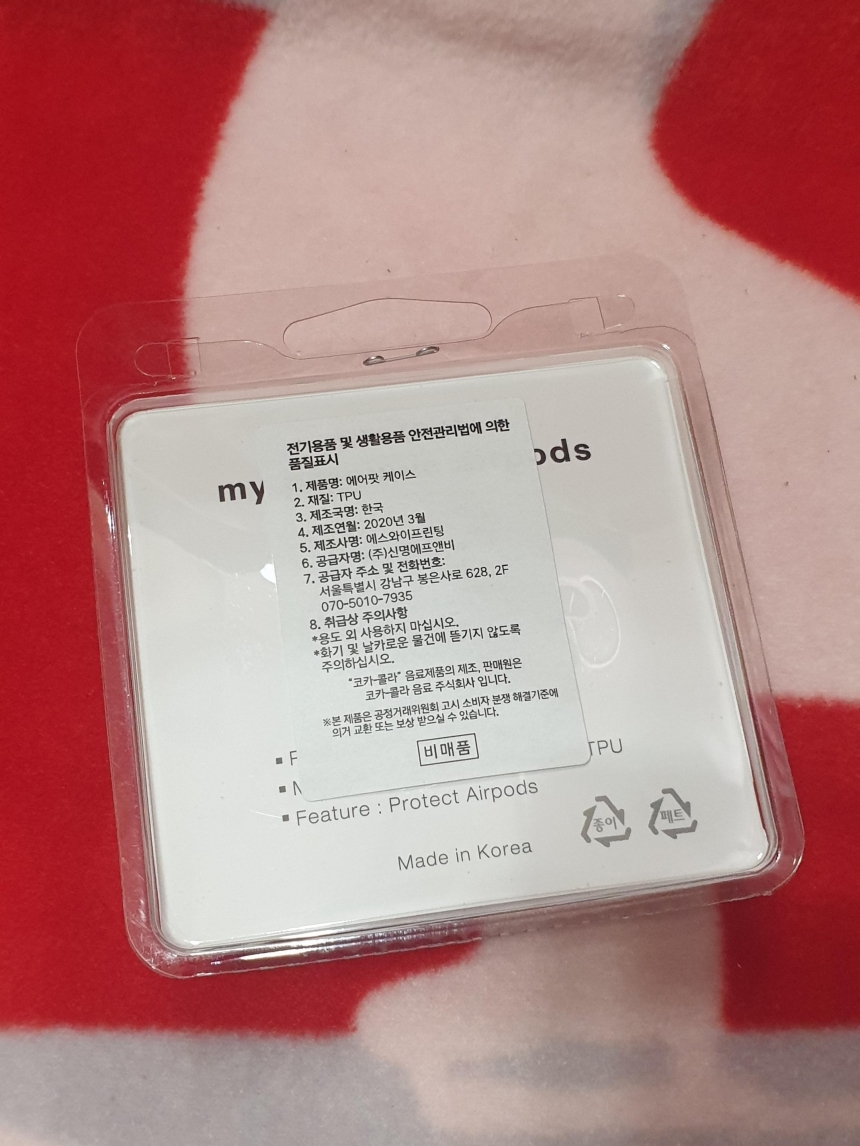 my ods
전기용품 및 생활용품 안전관리법에 의한
품질표시
1. 제품명: 에어팟 케이스
2. 재질: TPU
3. 제조국명: 한국
4. 제조연월: 2020년 3월
5. 제조사명: 에스와이프린팅
6. 공급자명: (주)신명에프앤비
7. 공급자 주소 및 전화번호:
서울특별시 강남구 봉은사로 628, 2F
070-5010-7935
8. 취급상 주의사항
*용도 외 사용하지 마십시오.
*화기 및 날카로운 물건에 뜯기지 않도록
주의하십시오.
"코카-콜라" 음료제품의 제조, 판매원은
코카-콜라 음료 주식회사 입니다.
※본 제품은 공정거래위원회 고시 소비자 분쟁 해결기준에
의거 교환 또는 보상 받으실 수 있습니다.
비매품
TPU
▪ Feature : Protect Airpods
종이 페트
Made in Korea